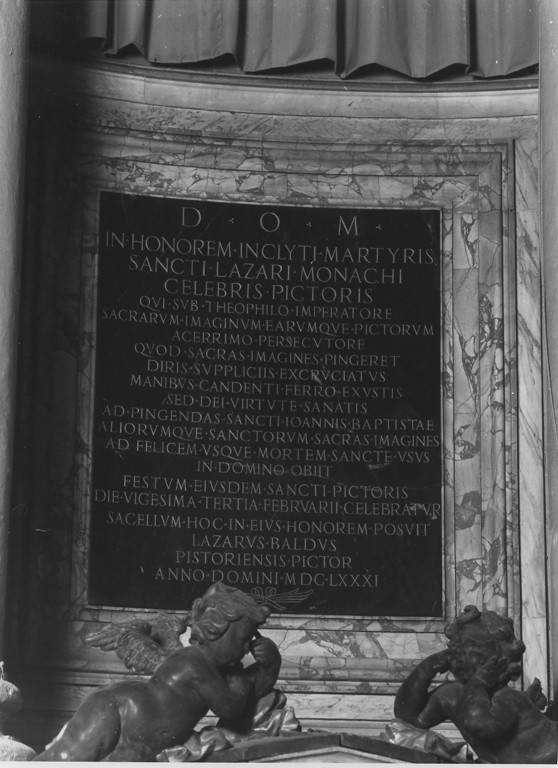 D · O · M ·
IN · HONOREM · INCLYTJ · MARTYRIS
SANCTI · LAZARI · MONACHI
CELEBRIS · PICTORIS
QVI · SVB · THEOPHILO · IMPERATORE
SACRARVM · IMAGINVM · EARVMQVE · PICTORVM
ACERRIMO · PERSECVTORE
QVOD · SACRAS · IMAGINES · PINGERET
DIRIS · SVPPLICIIS · EXCRVCIATVS
MANIBVS · CANDENTI · FERRO · EXVSTIS
SED · DEI · VIRTVTE · SANATIS
AD · PINGENDAS · SANCTI · IOANNIS · BAPTISTAE
ALIORVMQVE · SANCTORVM · SACRAS · IMAGINES
AD · FELICEM · VSQVE · MORTEM · SANCTE · VSVS
IN · DOMINO · OBIIT
FESTVM · EIVSDEM · SANCTI · PICTORIS
DIE · VIGESIMA · TERTIA · FEBRVARII · CELEBRATVR
SACELLVM · HOC · IN · EIVS · HONOREM · POSVIT
LAZARVS · BALDVS
PISTORIENSIS · PICTOR
ANNO · DOMINI · MDC · LXXXI